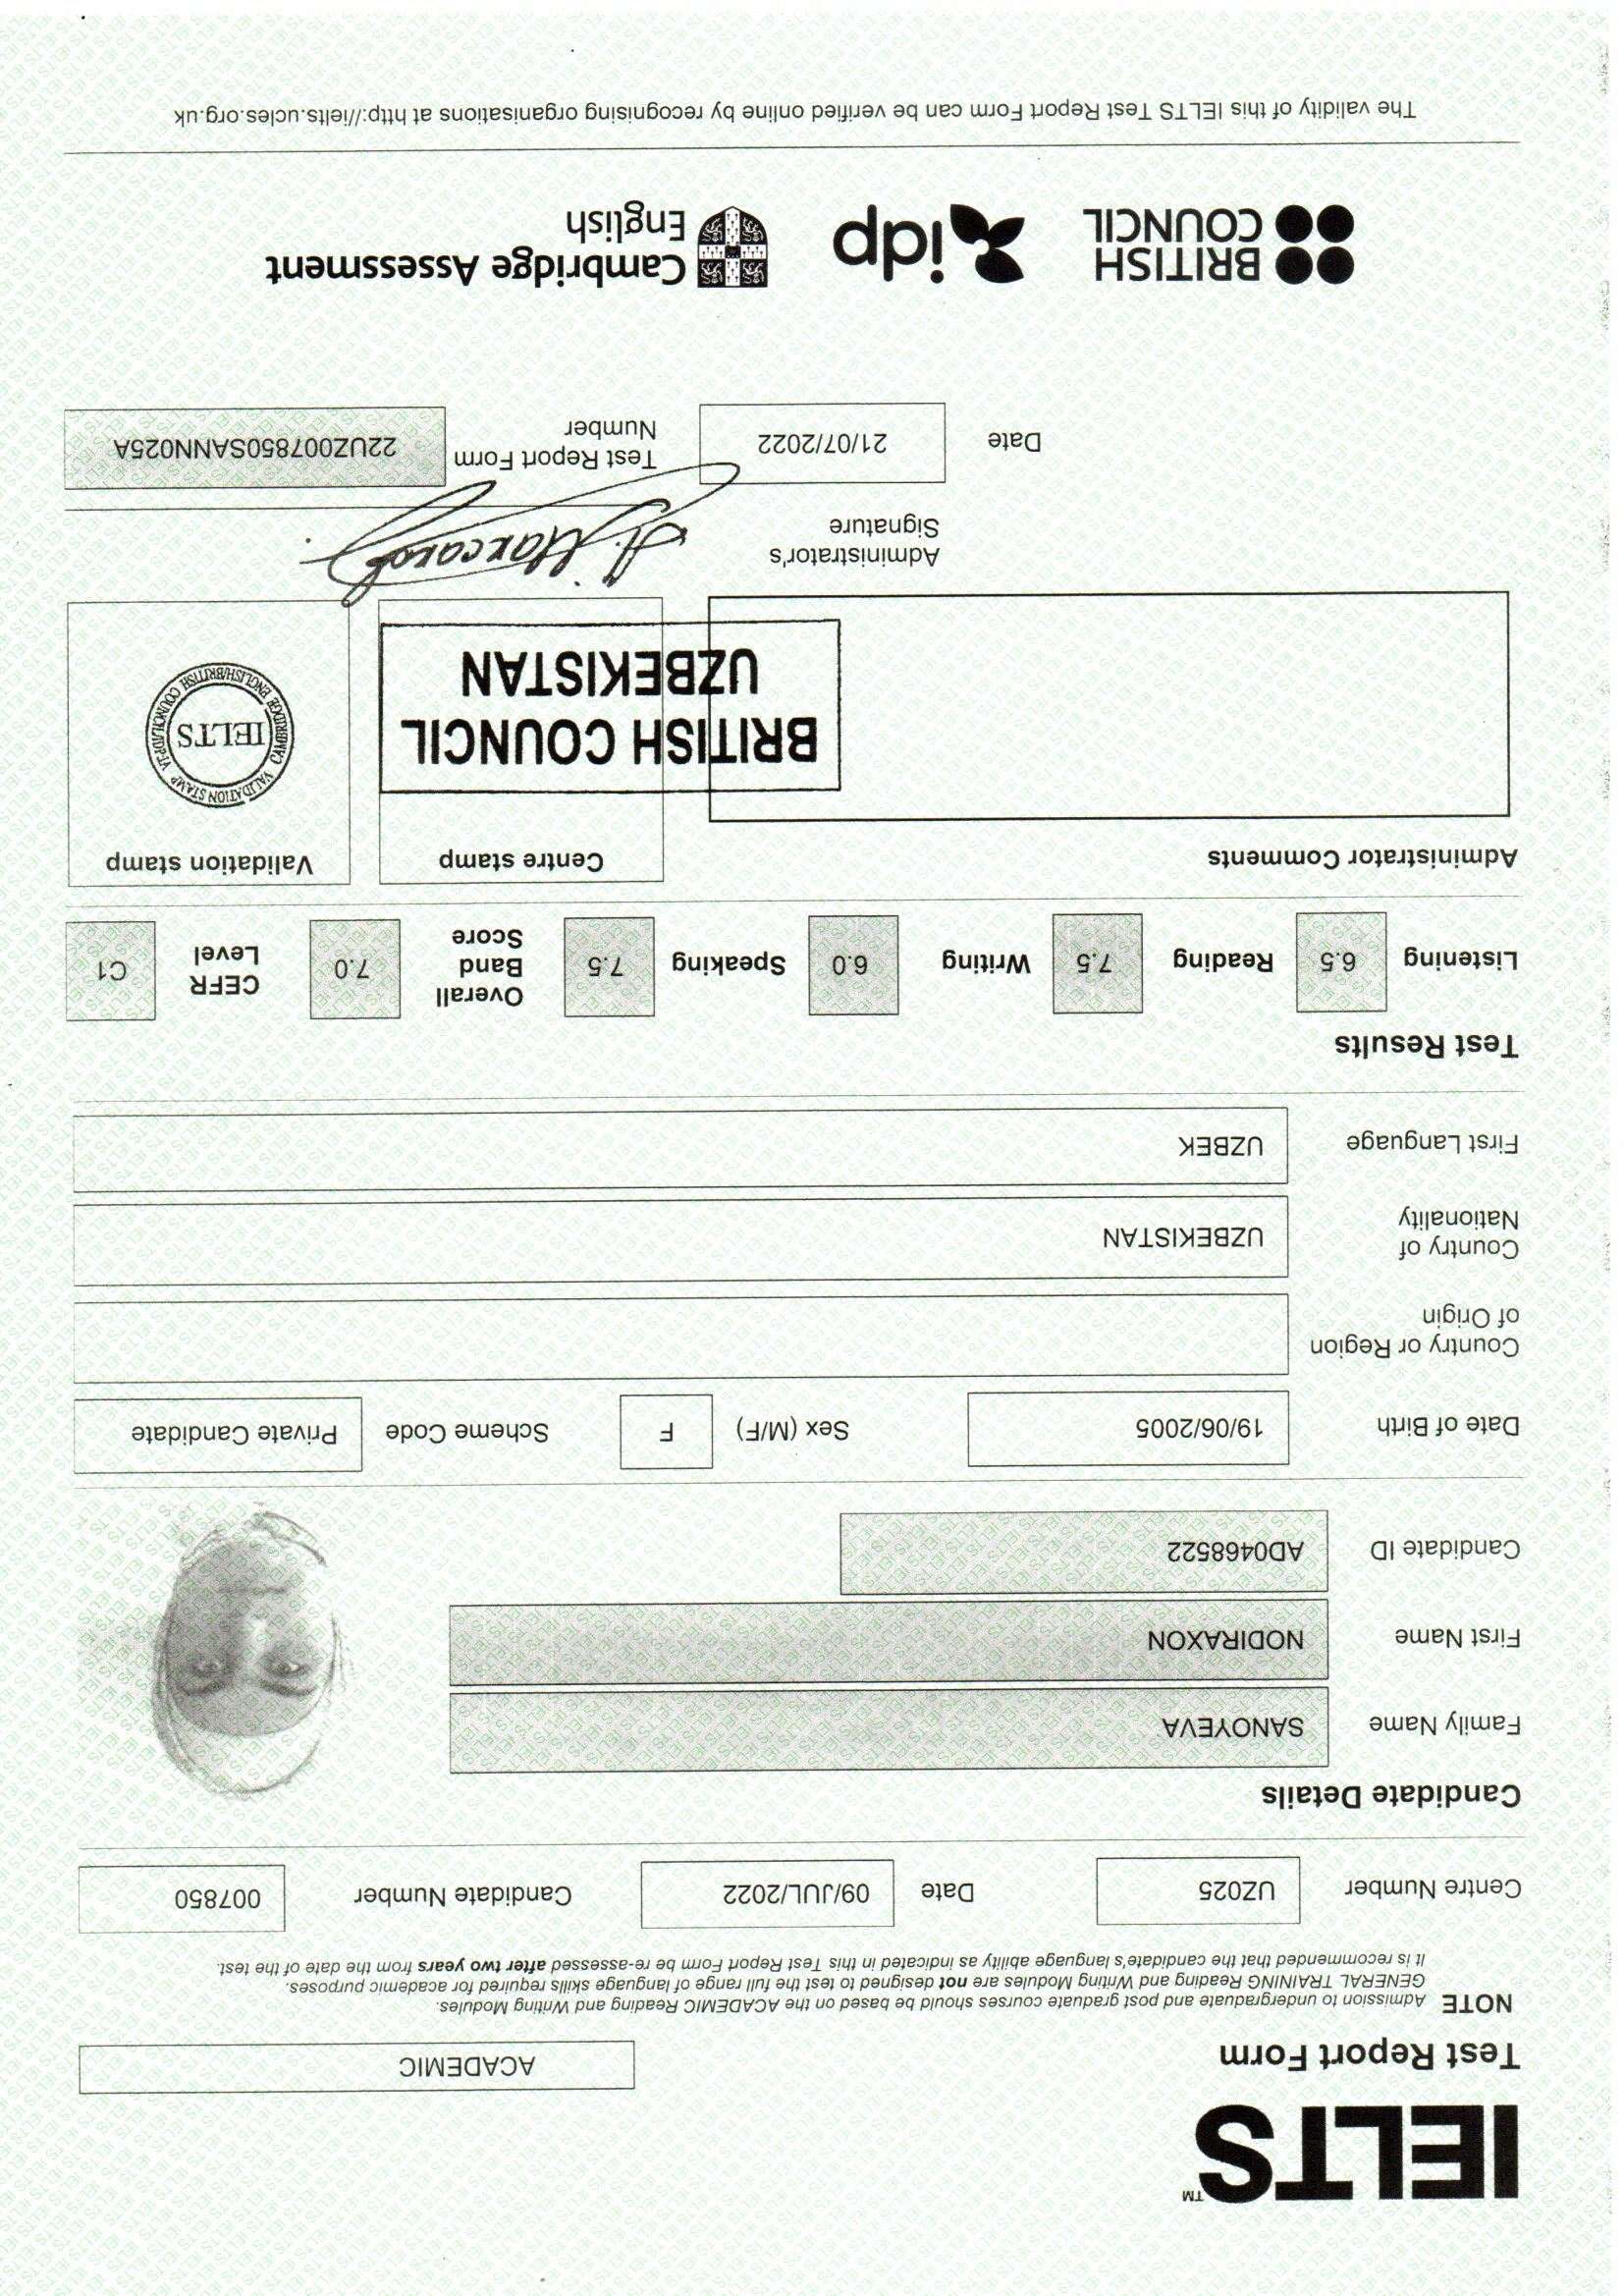 IELTS™
Test Report Form
ACADEMIC
NOTE Admission to undergraduate and post graduate courses should be based on the ACADEMIC Reading and Writing Modules.
GENERAL TRAINING Reading and Writing Modules are not designed to test the full range of language skills required for academic purposes.
It is recommended that the candidate's language ability as indicated in this Test Report Form be re-assessed after two years from the date of the test.
Centre Number UZ025 Date 09/JUL/2022 Candidate Number 007850
Candidate Details
Family Name SANOYEVA
First Name NODIRAXON
Candidate ID AD0468522
Date of Birth 19/06/2005 Sex (M/F) F Scheme Code Private Candidate
Country or Region
of Origin
Country of
Nationality
UZBEKISTAN
First Language UZBEK
Test Results
Listening 6.5 Reading 7.5 Writing 6.0 Speaking 7.5 Overall Band Score 7.0 CEFR Level C1
Administrator Comments
Centre stamp
BRITISH COUNCIL
UZBEKISTAN
Validation stamp
VALIDATION STAMP
IELTS
CAMBRIDGE ENGLISH/BRITISH COUNCIL/IDP:IA
Administrator's
Signature
Date 21/07/2022
Test Report Form
Number
22UZ007850SANN025A
BRITISH
COUNCIL
idp
Cambridge Assessment
English
The validity of this IELTS Test Report Form can be verified online by recognising organisations at http://ielts.ucles.org.uk